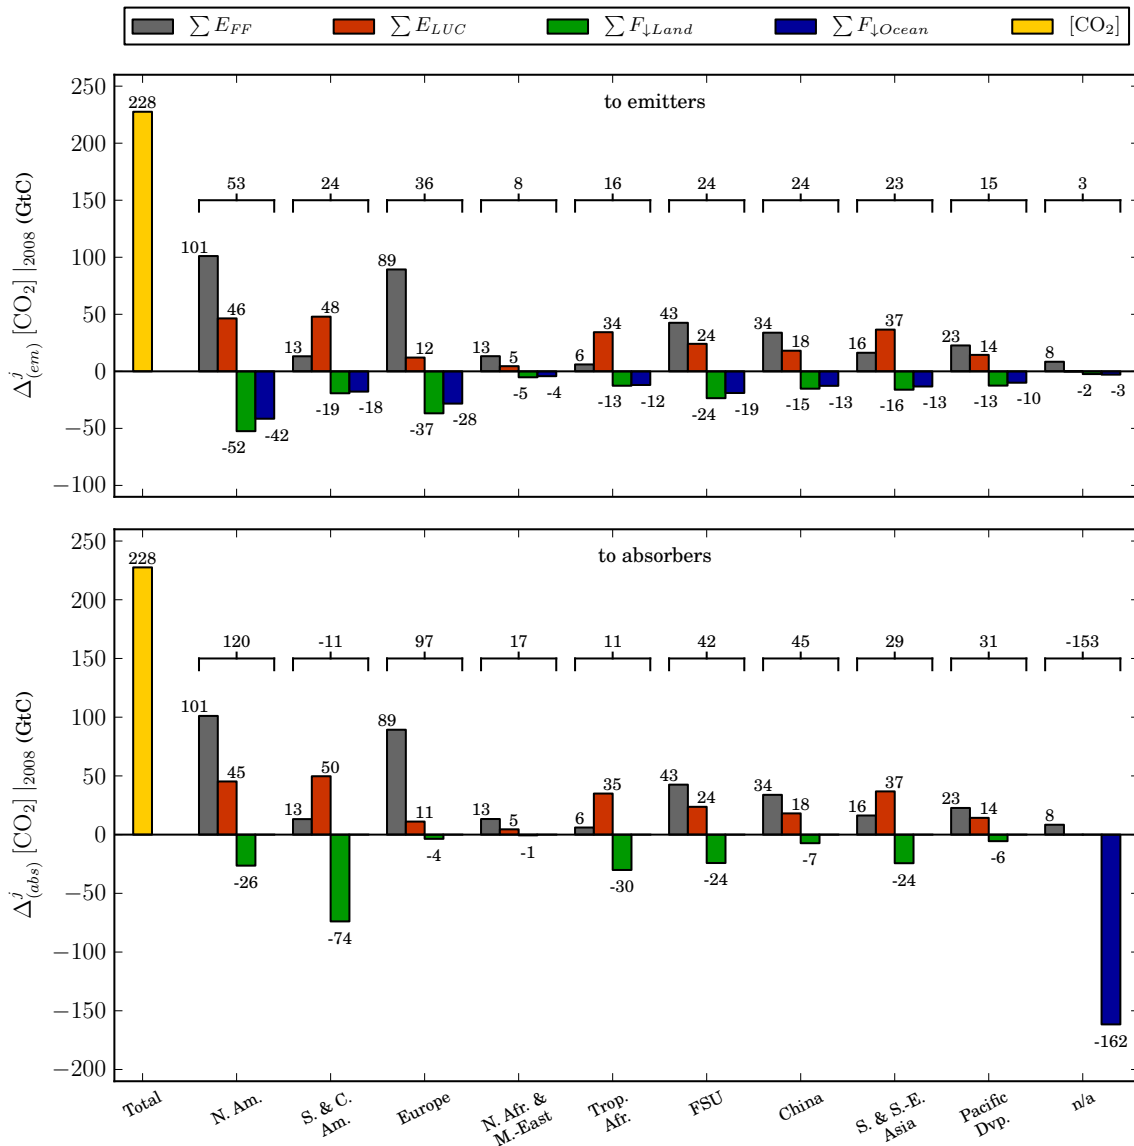 ∑ E_FF ∑ E_LUC ∑ F_↓Land ∑ F_↓Ocean [CO₂]
to emitters
Δ^j_(em) [CO₂] |₂₀₀₈ (GtC)
250
200
150
100
50
0
−50
−100
228
53 24 36 8 16 24 24 23 15 3
101 46 -52 -42
13 48 -19 -18
89 12 -37 -28
13 5 -5 -4
6 34 -13 -12
43 24 -24 -19
34 18 -15 -13
16 37 -16 -13
23 14 -13 -10
8 -2 -3
to absorbers
Δ^j_(abs) [CO₂] |₂₀₀₈ (GtC)
250
200
150
100
50
0
−50
−100
−150
−200
228
120 -11 97 17 11 42 45 29 31 -153
101 45 -26
13 50 -74
89 11 -4
13 5 -1
6 35 -30
43 24 -24
34 18 -7
16 37 -24
23 14 -6
8 -162
Total
N. Am.
S. & C.
Am.
Europe
N. Afr. &
M.-East
Trop.
Afr.
FSU
China
S. & S.-E.
Asia
Pacific
Dvp.
n/a